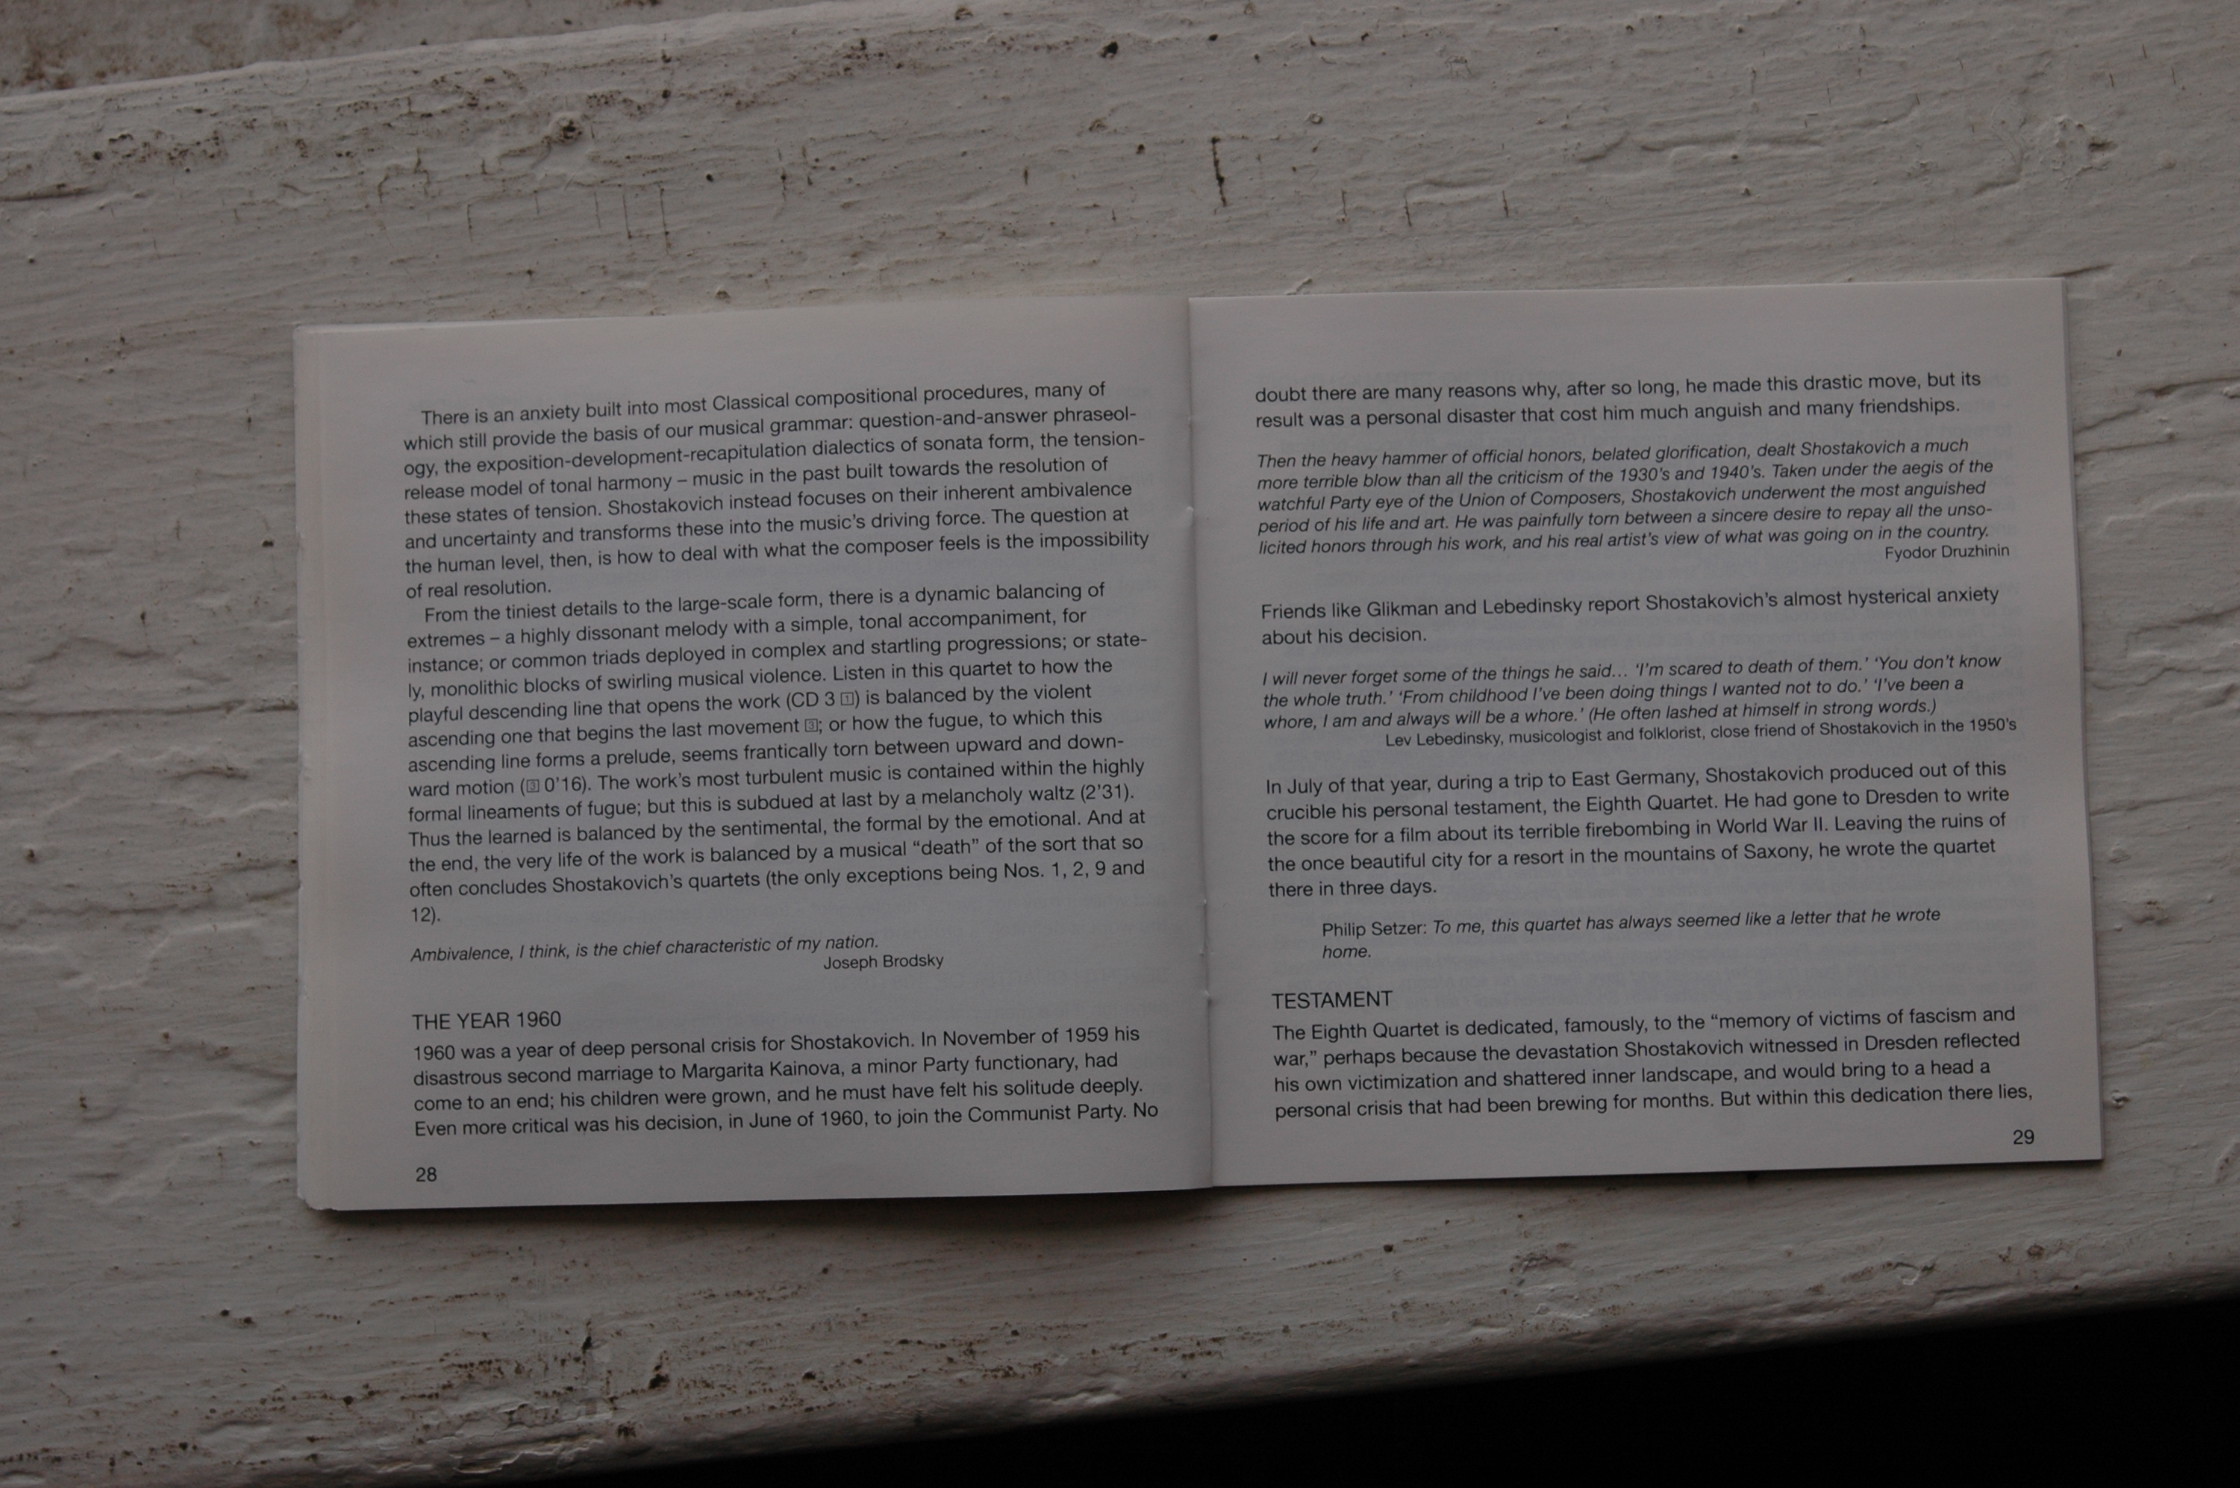 There is an anxiety built into most Classical compositional procedures, many of
which still provide the basis of our musical grammar: question-and-answer phraseol-
ogy, the exposition-development-recapitulation dialectics of sonata form, the tension-
release model of tonal harmony – music in the past built towards the resolution of
these states of tension. Shostakovich instead focuses on their inherent ambivalence
and uncertainty and transforms these into the music's driving force. The question at
the human level, then, is how to deal with what the composer feels is the impossibility
of real resolution.
From the tiniest details to the large-scale form, there is a dynamic balancing of
extremes – a highly dissonant melody with a simple, tonal accompaniment, for
instance; or common triads deployed in complex and startling progressions; or state-
ly, monolithic blocks of swirling musical violence. Listen in this quartet to how the
playful descending line that opens the work (CD 3 1) is balanced by the violent
ascending one that begins the last movement 3; or how the fugue, to which this
ascending line forms a prelude, seems frantically torn between upward and down-
ward motion (3 0'16). The work's most turbulent music is contained within the highly
formal lineaments of fugue; but this is subdued at last by a melancholy waltz (2'31).
Thus the learned is balanced by the sentimental, the formal by the emotional. And at
the end, the very life of the work is balanced by a musical “death” of the sort that so
often concludes Shostakovich's quartets (the only exceptions being Nos. 1, 2, 9 and
12).
Ambivalence, I think, is the chief characteristic of my nation.
Joseph Brodsky
THE YEAR 1960
1960 was a year of deep personal crisis for Shostakovich. In November of 1959 his
disastrous second marriage to Margarita Kainova, a minor Party functionary, had
come to an end; his children were grown, and he must have felt his solitude deeply.
Even more critical was his decision, in June of 1960, to join the Communist Party. No
28
doubt there are many reasons why, after so long, he made this drastic move, but its
result was a personal disaster that cost him much anguish and many friendships.
Then the heavy hammer of official honors, belated glorification, dealt Shostakovich a much
more terrible blow than all the criticism of the 1930's and 1940's. Taken under the aegis of the
watchful Party eye of the Union of Composers, Shostakovich underwent the most anguished
period of his life and art. He was painfully torn between a sincere desire to repay all the unso-
licited honors through his work, and his real artist's view of what was going on in the country.
Fyodor Druzhinin
Friends like Glikman and Lebedinsky report Shostakovich's almost hysterical anxiety
about his decision.
I will never forget some of the things he said… ‘I'm scared to death of them.’ ‘You don't know
the whole truth.’ ‘From childhood I've been doing things I wanted not to do.’ ‘I've been a
whore, I am and always will be a whore.’ (He often lashed at himself in strong words.)
Lev Lebedinsky, musicologist and folklorist, close friend of Shostakovich in the 1950's
In July of that year, during a trip to East Germany, Shostakovich produced out of this
crucible his personal testament, the Eighth Quartet. He had gone to Dresden to write
the score for a film about its terrible firebombing in World War II. Leaving the ruins of
the once beautiful city for a resort in the mountains of Saxony, he wrote the quartet
there in three days.
Philip Setzer: To me, this quartet has always seemed like a letter that he wrote
home.
TESTAMENT
The Eighth Quartet is dedicated, famously, to the “memory of victims of fascism and
war,” perhaps because the devastation Shostakovich witnessed in Dresden reflected
his own victimization and shattered inner landscape, and would bring to a head a
personal crisis that had been brewing for months. But within this dedication there lies,
29